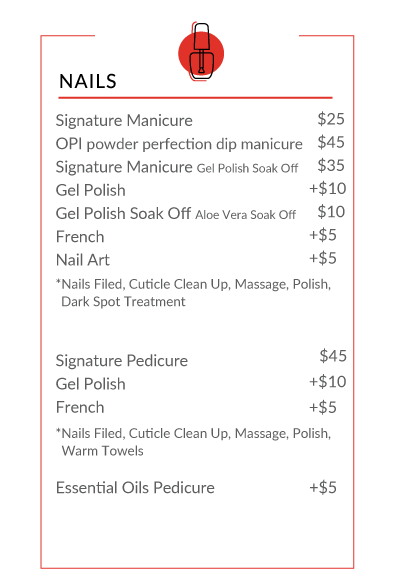 NAILS
Signature Manicure $25
OPI powder perfection dip manicure $45
Signature Manicure Gel Polish Soak Off $35
Gel Polish +$10
Gel Polish Soak Off Aloe Vera Soak Off $10
French +$5
Nail Art +$5
*Nails Filed, Cuticle Clean Up, Massage, Polish,
Dark Spot Treatment
Signature Pedicure $45
Gel Polish +$10
French +$5
*Nails Filed, Cuticle Clean Up, Massage, Polish,
Warm Towels
Essential Oils Pedicure +$5